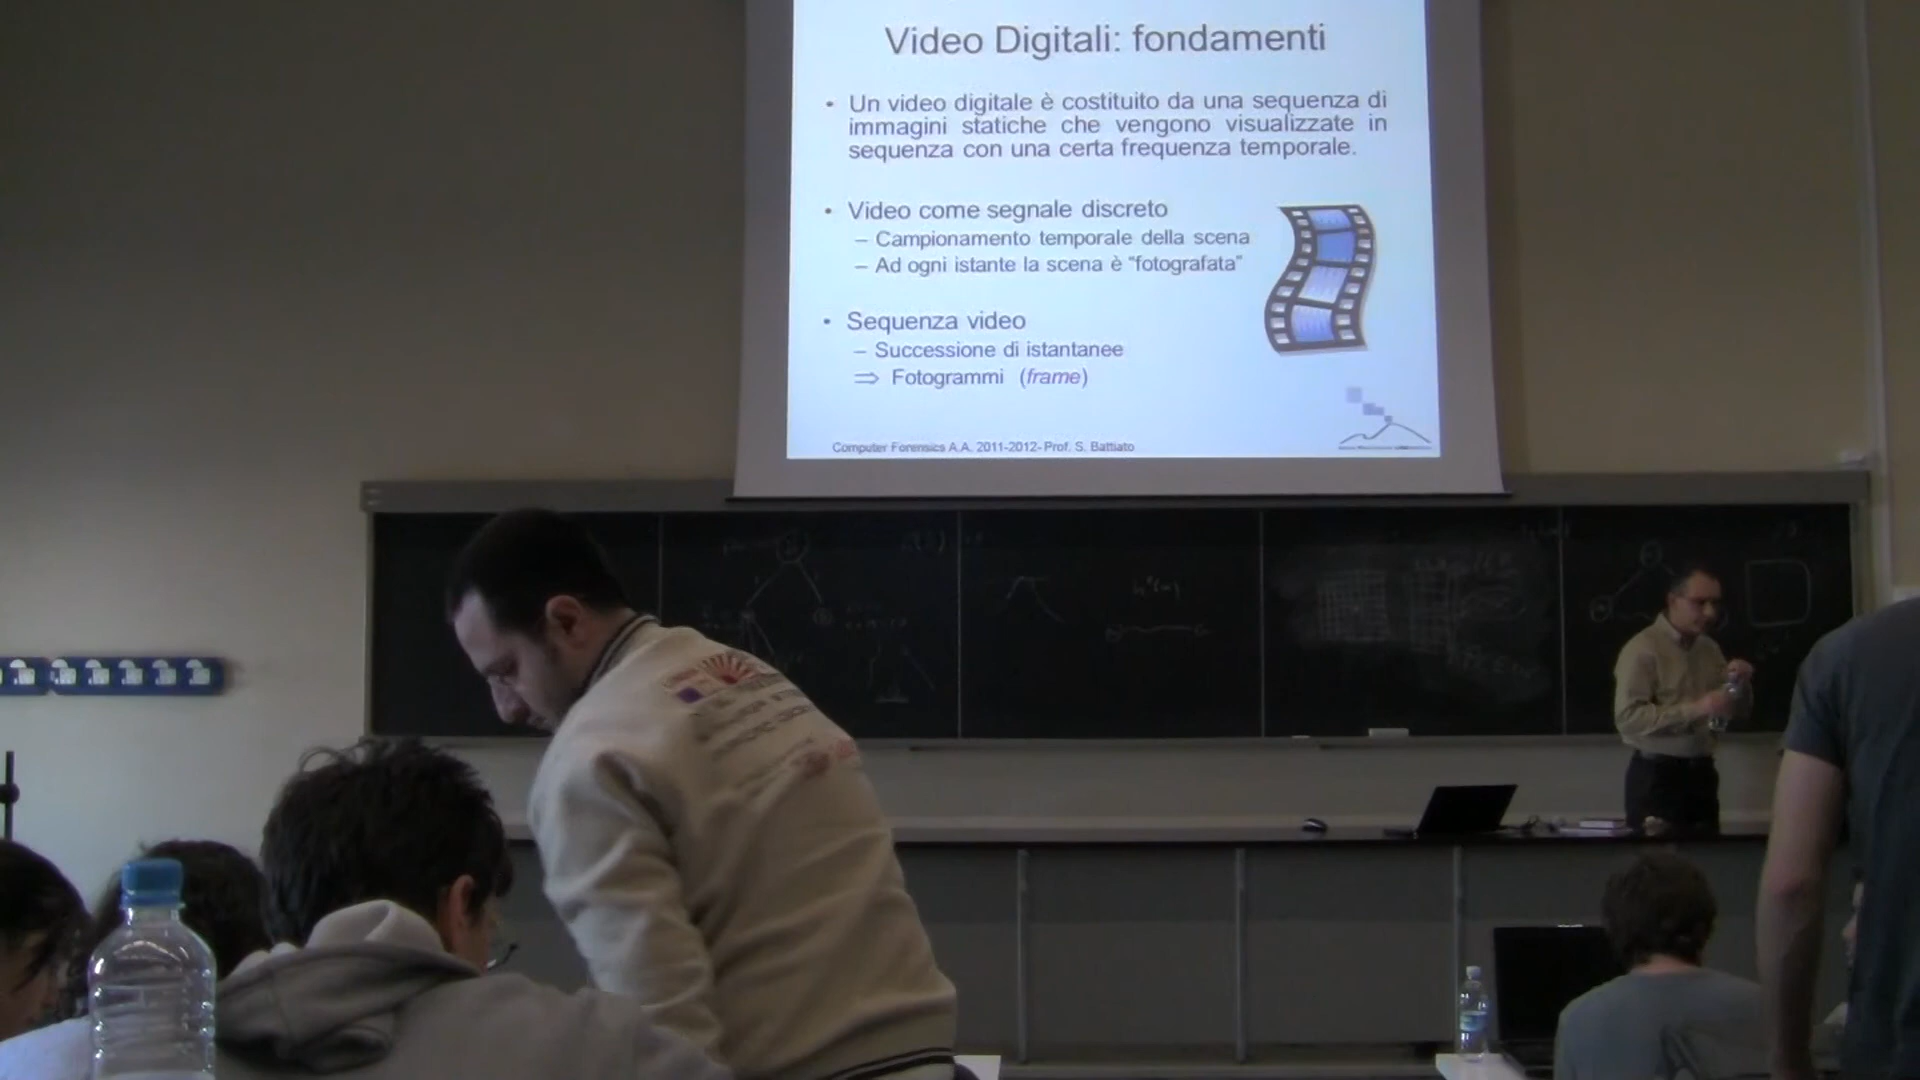 Video Digitali: fondamenti
• Un video digitale è costituito da una sequenza di
immagini statiche che vengono visualizzate in
sequenza con una certa frequenza temporale.
• Video come segnale discreto
– Campionamento temporale della scena
– Ad ogni istante la scena è “fotografata”
• Sequenza video
– Successione di istantanee
⇒ Fotogrammi (frame)
Computer Forensics A.A. 2011-2012- Prof. S. Battiato